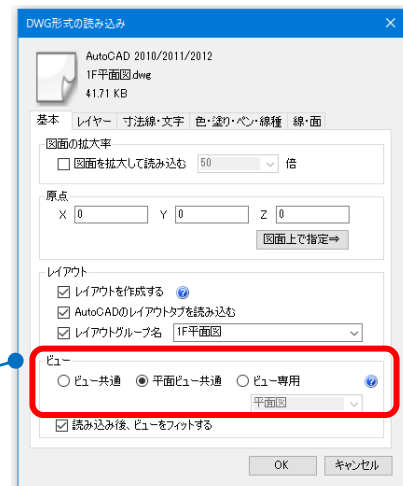 DWG形式の読み込み
AutoCAD 2010/2011/2012
1F平面図.dwg
41.71 KB
基本 レイヤー 寸法線・文字 色・塗り・ペン・線種 線・面
図面の拡大率
図面を拡大して読み込む 50 倍
原点
X 0 Y 0 Z 0
図面上で指定⇒
レイアウト
レイアウトを作成する ?
AutoCADのレイアウトタブを読み込む
レイアウトグループ名 1F平面図
ビュー
ビュー共通 平面ビュー共通 ビュー専用 ?
平面図
読み込み後、ビューをフィットする
OK キャンセル